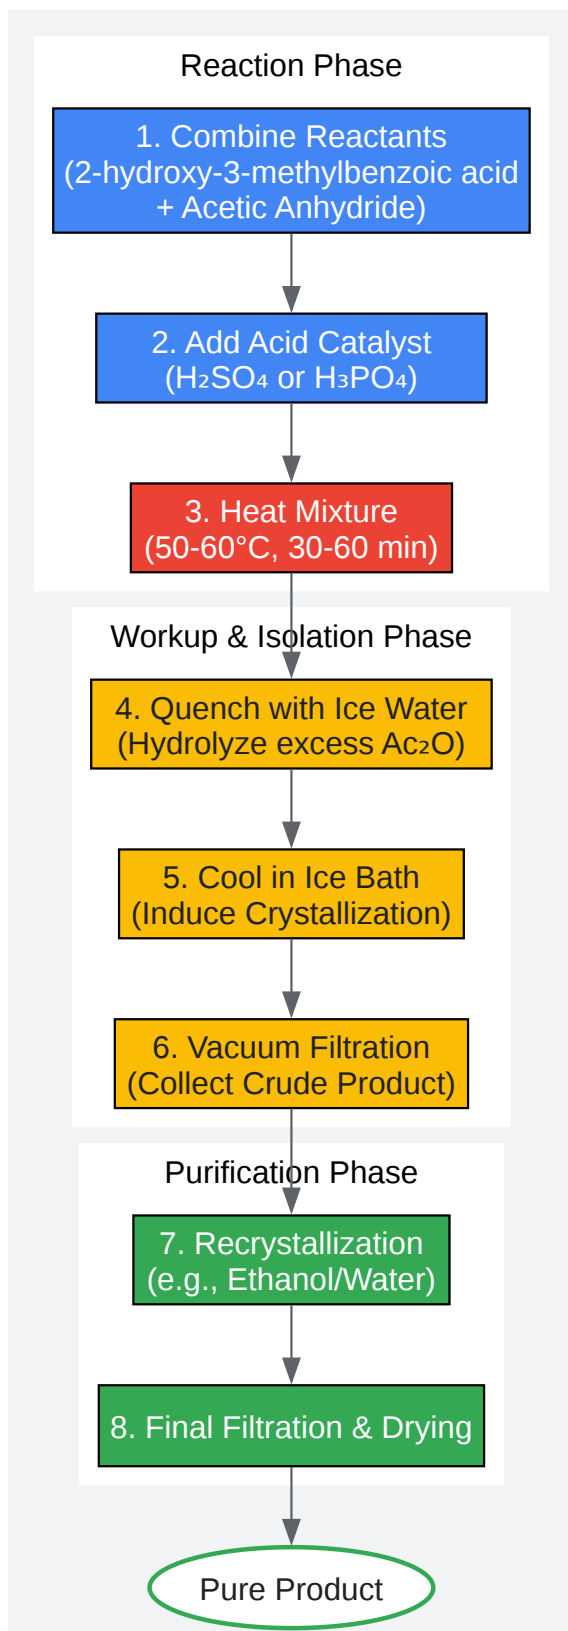 Reaction Phase
1. Combine Reactants
(2-hydroxy-3-methylbenzoic acid
+ Acetic Anhydride)
2. Add Acid Catalyst
(H₂SO₄ or H₃PO₄)
3. Heat Mixture
(50-60°C, 30-60 min)
Workup & Isolation Phase
4. Quench with Ice Water
(Hydrolyze excess Ac₂O)
5. Cool in Ice Bath
(Induce Crystallization)
6. Vacuum Filtration
(Collect Crude Product)
Purification Phase
7. Recrystallization
(e.g., Ethanol/Water)
8. Final Filtration & Drying
Pure Product